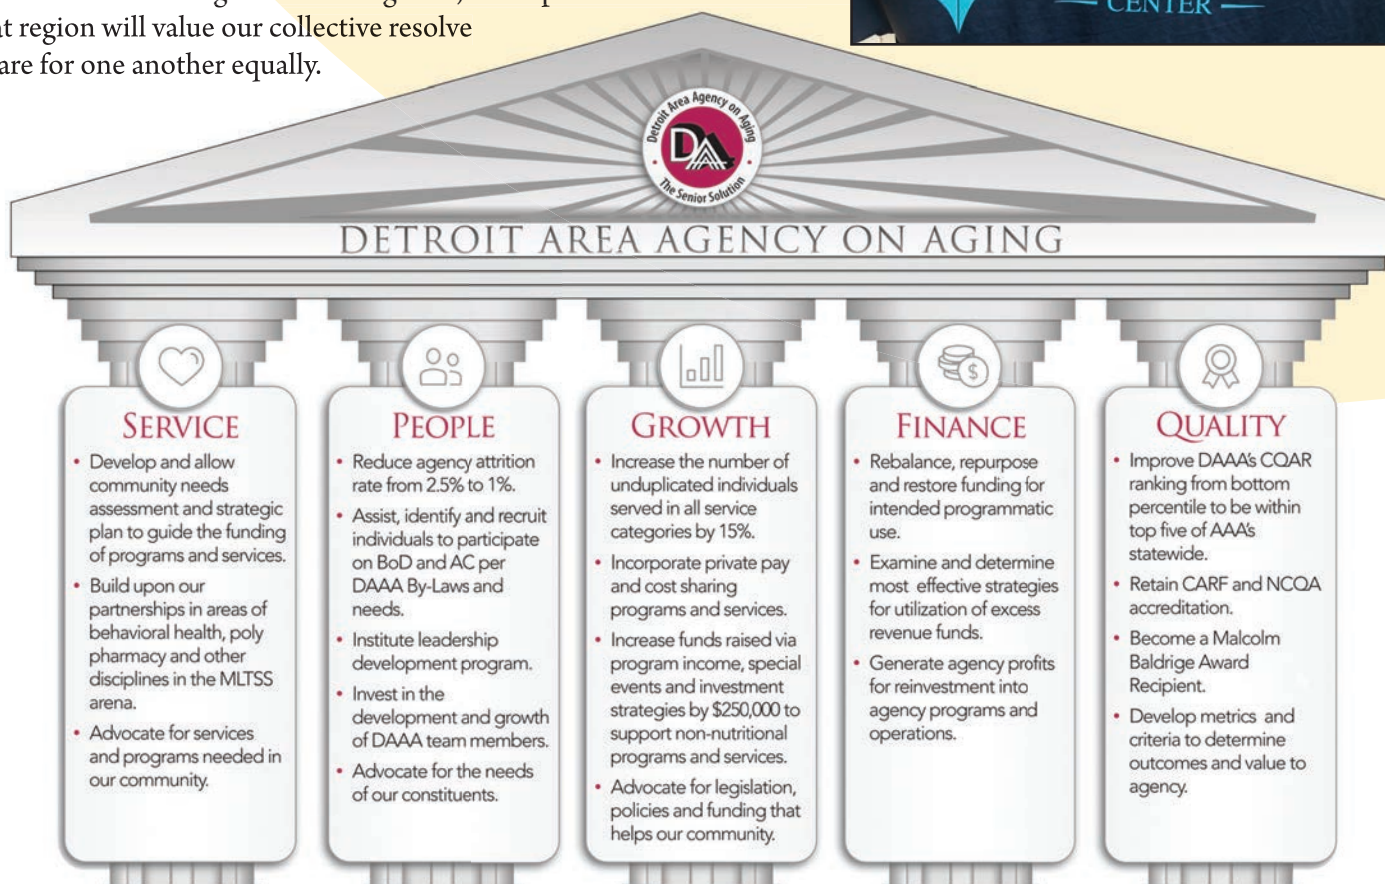 at region will value our collective resolve
are for one another equally.
CENTER
Detroit Area Agency on Aging
DAAA
The Senior Solution
DETROIT AREA AGENCY ON AGING
SERVICE
• Develop and allow
community needs
assessment and strategic
plan to guide the funding
of programs and services.
• Build upon our
partnerships in areas of
behavioral health, poly
pharmacy and other
disciplines in the MLTSS
arena.
• Advocate for services
and programs needed in
our community.
PEOPLE
• Reduce agency attrition
rate from 2.5% to 1%.
• Assist, identify and recruit
individuals to participate
on BoD and AC per
DAAA By-Laws and
needs.
• Institute leadership
development program.
• Invest in the
development and growth
of DAAA team members.
• Advocate for the needs
of our constituents.
GROWTH
• Increase the number of
unduplicated individuals
served in all service
categories by 15%.
• Incorporate private pay
and cost sharing
programs and services.
• Increase funds raised via
program income, special
events and investment
strategies by $250,000 to
support non-nutritional
programs and services.
• Advocate for legislation,
policies and funding that
helps our community.
$
FINANCE
• Rebalance, repurpose
and restore funding for
intended programmatic
use.
• Examine and determine
most effective strategies
for utilization of excess
revenue funds.
• Generate agency profits
for reinvestment into
agency programs and
operations.
QUALITY
• Improve DAAA's CQAR
ranking from bottom
percentile to be within
top five of AAA's
statewide.
• Retain CARF and NCQA
accreditation.
• Become a Malcolm
Baldrige Award
Recipient.
• Develop metrics and
criteria to determine
outcomes and value to
agency.